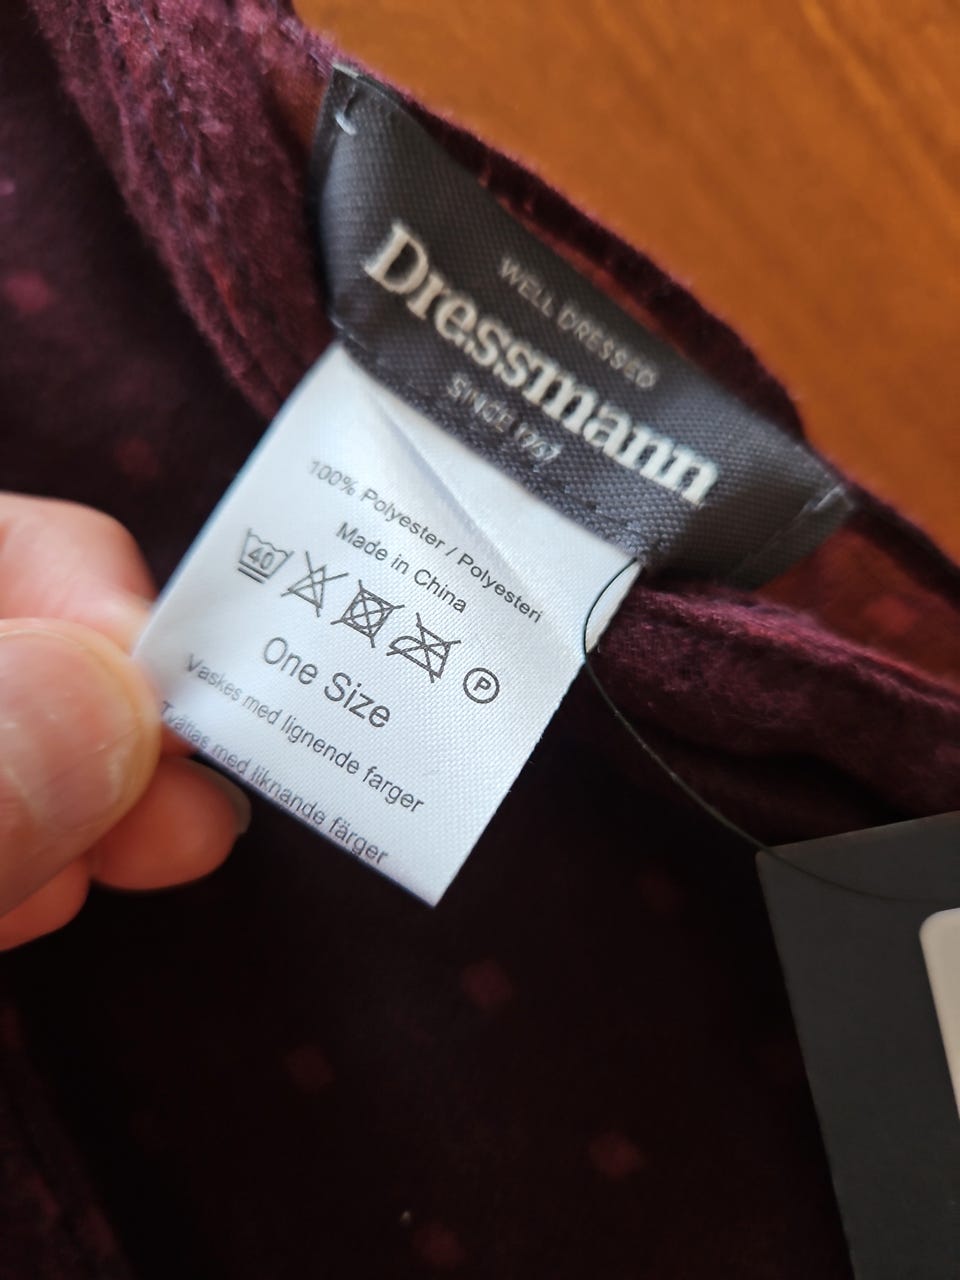 WELL DRESSED
Dressmann
SINCE 1967
100% Polyester / Polyesteri
Made in China
40
P
One Size
Vaskes med lignende farger
Tvättas med liknande färger